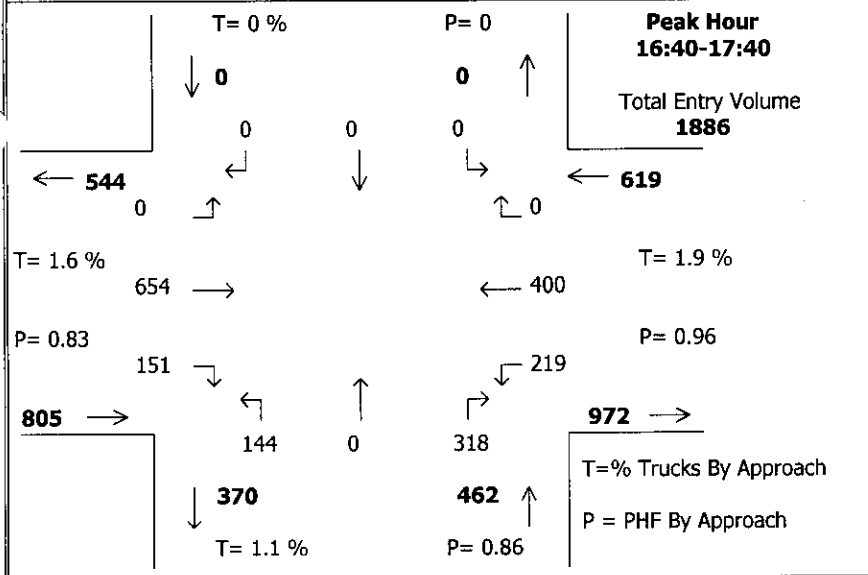 T= 0 % P= 0 Peak Hour
16:40-17:40
0 0
Total Entry Volume
0 0 0 1886
544 619
0 0
T= 1.6 % T= 1.9 %
654 400
P= 0.83 P= 0.96
151 219
805 972
144 0 318
T=% Trucks By Approach
370 462
P = PHF By Approach
T= 1.1 % P= 0.86